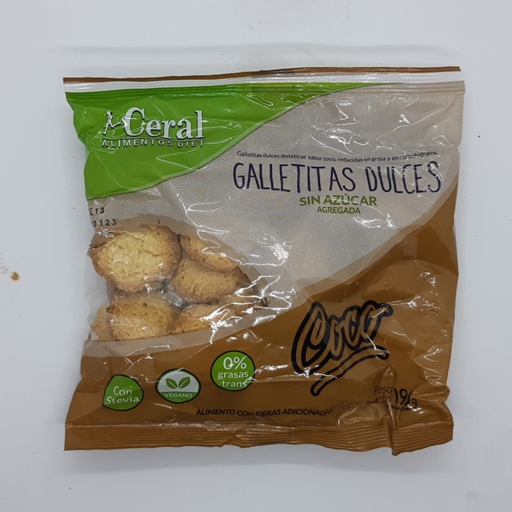 Ceral
ALIMENTOS DIET
Galletitas dulces dietéticas sabor coco, reducidas en grasa y en carbohidratos.
GALLETITAS DULCES
SIN AZÚCAR
AGREGADA
Coco
0%
grasas
trans
Con
Stevia
VEGANO
Peso
ALIMENTO CON FIBRAS ADICIONADAS